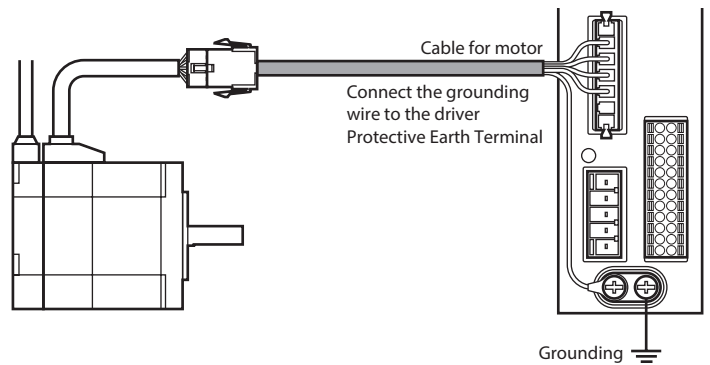 Cable for motor
Connect the grounding
wire to the driver
Protective Earth Terminal
Grounding